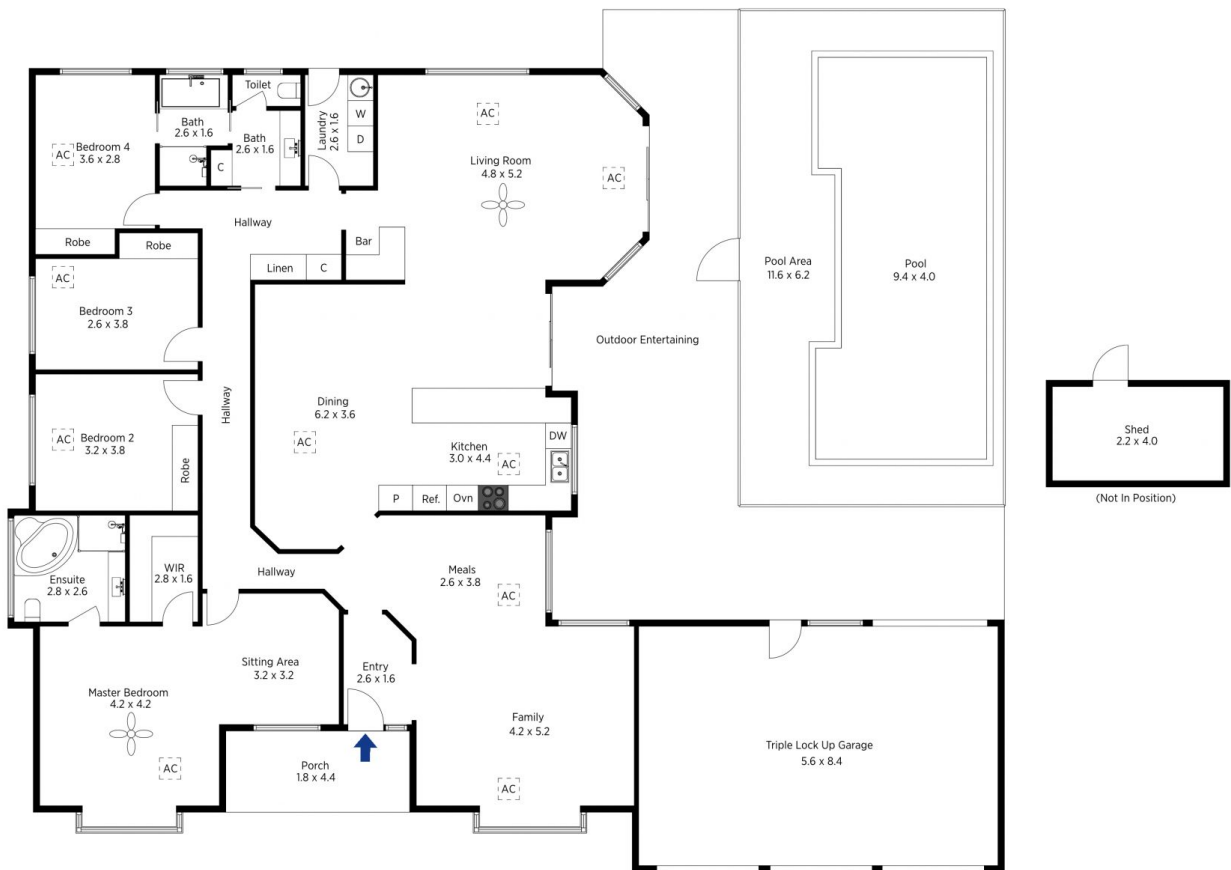 Toilet
Bath
2.6 x 1.6
Bath
2.6 x 1.6
C
Laundry
2.6 x 1.6
W
D
AC
Bedroom 4
3.6 x 2.8
AC
Living Room
4.8 x 5.2
AC
Hallway
Robe
Robe
Linen
C
Bar
AC
Bedroom 3
2.6 x 3.8
Pool Area
11.6 x 6.2
Pool
9.4 x 4.0
Outdoor Entertaining
Hallway
Dining
6.2 x 3.6
AC
Kitchen
3.0 x 4.4
AC
DW
P
Ref.
Ovn
AC
Bedroom 2
3.2 x 3.8
Robe
Shed
2.2 x 4.0
(Not In Position)
Ensuite
2.8 x 2.6
WIR
2.8 x 1.6
Hallway
Meals
2.6 x 3.8
AC
Sitting Area
3.2 x 3.2
Entry
2.6 x 1.6
Master Bedroom
4.2 x 4.2
AC
Family
4.2 x 5.2
AC
Porch
1.8 x 4.4
Triple Lock Up Garage
5.6 x 8.4